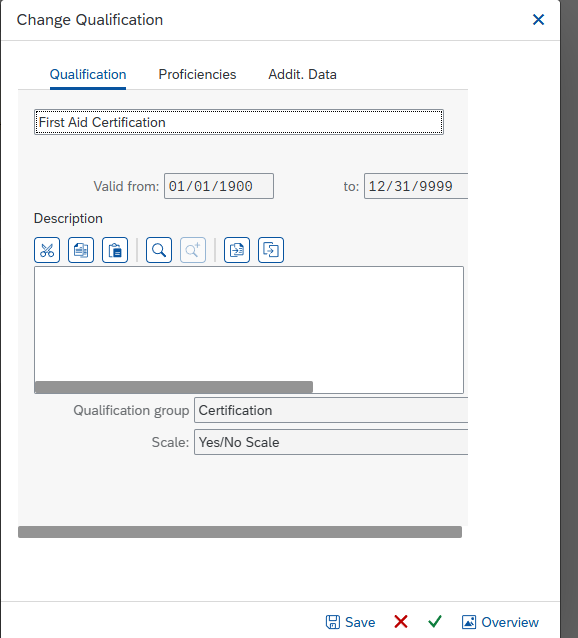 Change Qualification
Qualification Proficiencies Addit. Data
First Aid Certification
Valid from: 01/01/1900 to: 12/31/9999
Description
Qualification group Certification
Scale: Yes/No Scale
Save Overview